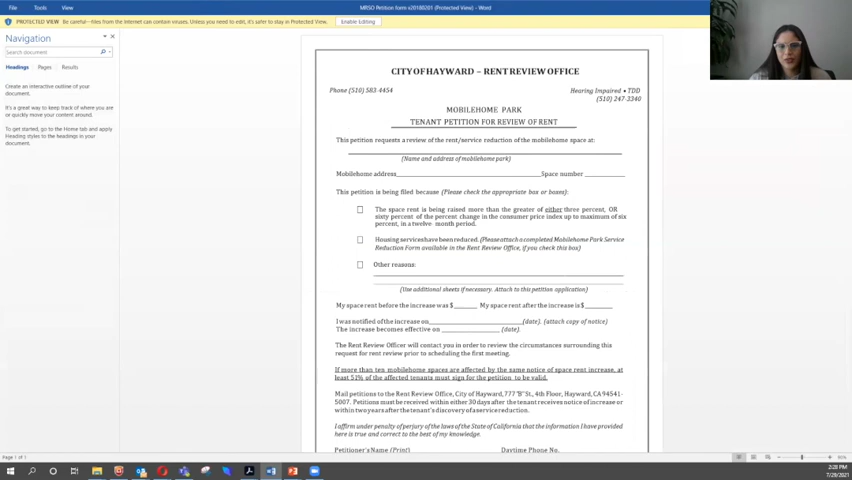 File Tools View
MRSO Petition form v20180201 (Protected View) - Word
PROTECTED VIEW Be careful—files from the Internet can contain viruses. Unless you need to edit, it's safer to stay in Protected View. Enable Editing
Navigation
Search document
Headings Pages Results
Create an interactive outline of your
document.
It's a great way to keep track of where you are
or quickly move your content around.
To get started, go to the Home tab and apply
Heading styles to the headings in your
document.
CITY OF HAYWARD – RENT REVIEW OFFICE
Phone (510) 583-4454 Hearing Impaired • TDD
(510) 247-3340
MOBILEHOME PARK
TENANT PETITION FOR REVIEW OF RENT
This petition requests a review of the rent/service reduction of the mobilehome space at:
(Name and address of mobilehome park)
Mobilehome address Space number
This petition is being filed because (Please check the appropriate box or boxes):
The space rent is being raised more than the greater of either three percent, OR
sixty percent of the percent change in the consumer price index up to maximum of six
percent, in a twelve- month period.
Housing services have been reduced. (Please attach a completed Mobilehome Park Service
Reduction Form available in the Rent Review Office, if you check this box)
Other reasons:
(Use additional sheets if necessary. Attach to this petition application)
My space rent before the increase was $ My space rent after the increase is $
I was notified of the increase on (date). (attach copy of notice)
The increase becomes effective on (date).
The Rent Review Officer will contact you in order to review the circumstances surrounding this
request for rent review prior to scheduling the first meeting.
If more than ten mobilehome spaces are affected by the same notice of space rent increase, at
least 51% of the affected tenants must sign for the petition to be valid.
Mail petitions to the Rent Review Office, City of Hayward, 777 "B" St., 4th Floor, Hayward, CA 94541-
5007. Petitions must be received within either 30 days after the tenant receives notice of increase or
within two years after the tenant's discovery of a service reduction.
I affirm under penalty of perjury of the laws of the State of California that the information I have provided
here is true and correct to the best of my knowledge.
Petitioner's Name (Print) Daytime Phone No.
Page 1 of 1
2:28 PM
7/29/2021